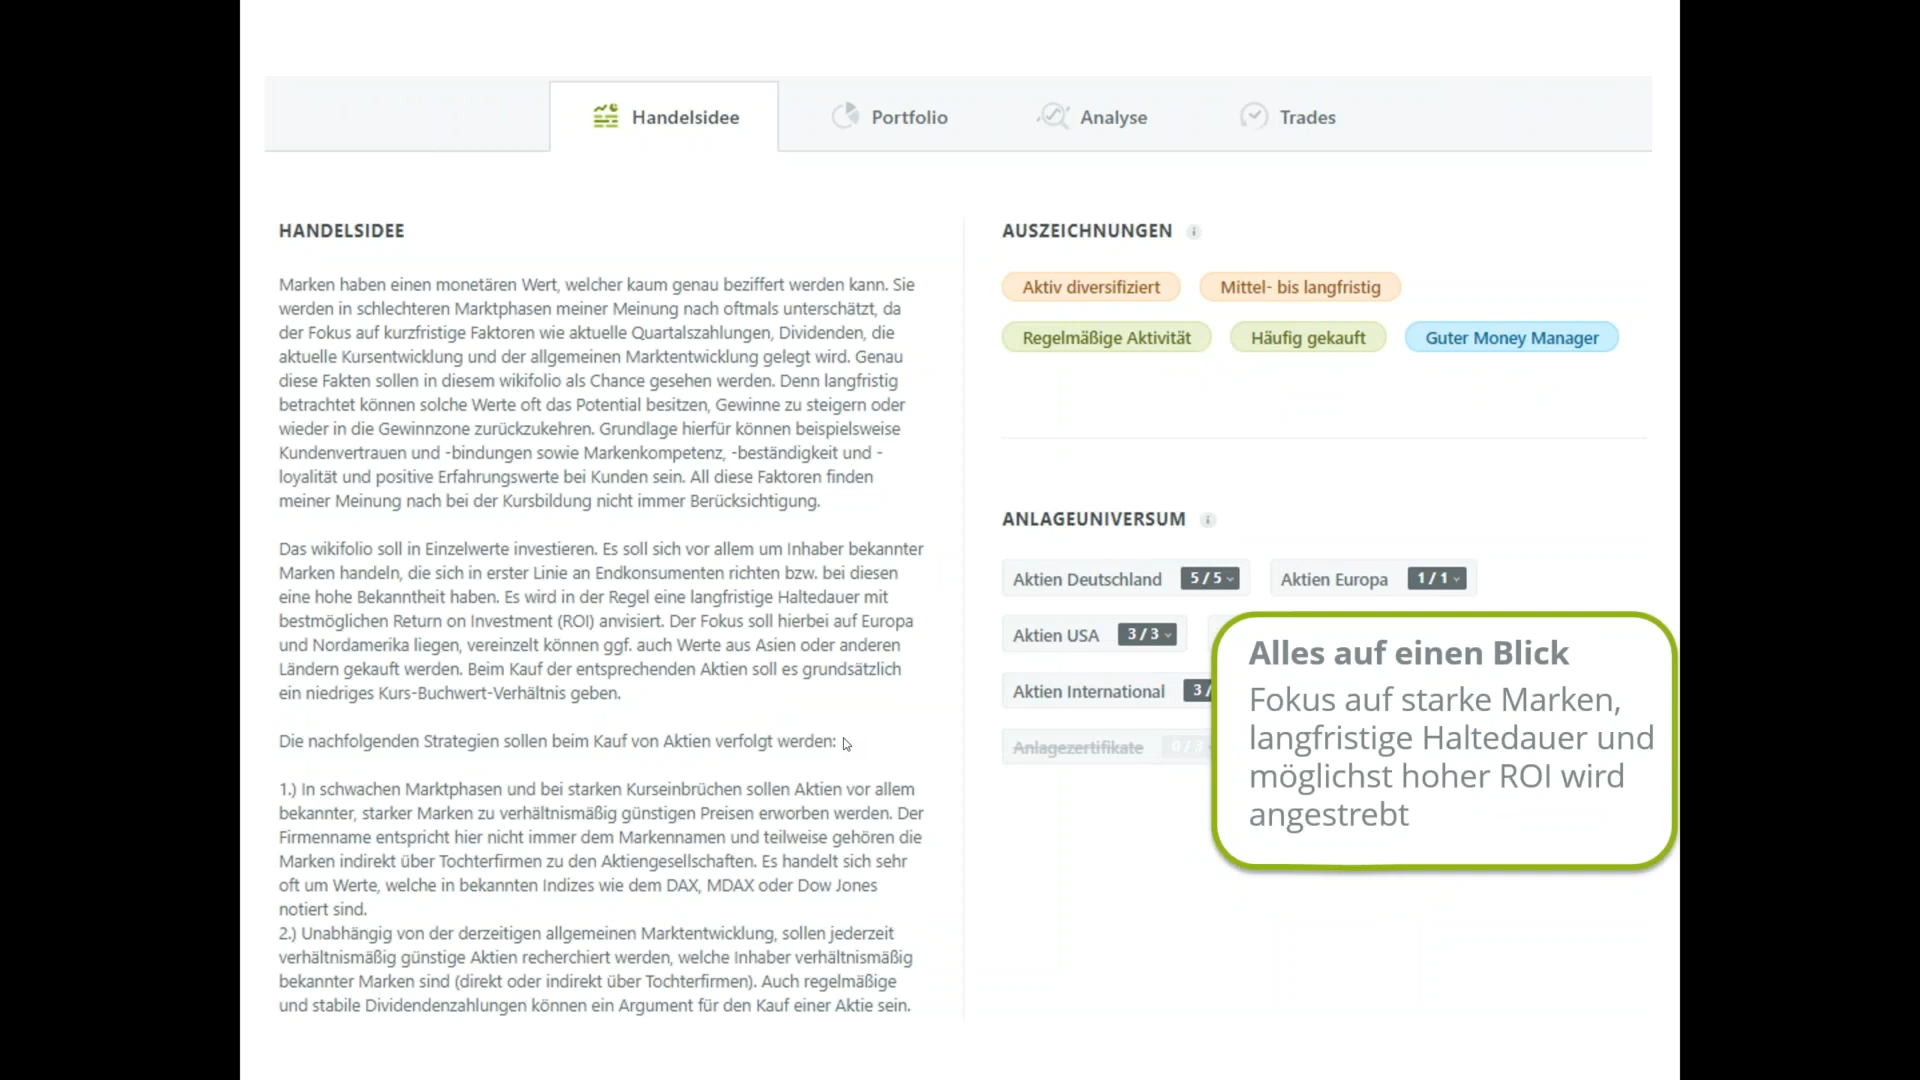 Handelsidee
Portfolio
Analyse
Trades
HANDELSIDEE
Marken haben einen monetären Wert, welcher kaum genau beziffert werden kann. Sie
werden in schlechteren Marktphasen meiner Meinung nach oftmals unterschätzt, da
der Fokus auf kurzfristige Faktoren wie aktuelle Quartalszahlungen, Dividenden, die
aktuelle Kursentwicklung und der allgemeinen Marktentwicklung gelegt wird. Genau
diese Fakten sollen in diesem wikifolio als Chance gesehen werden. Denn langfristig
betrachtet können solche Werte oft das Potential besitzen, Gewinne zu steigern oder
wieder in die Gewinnzone zurückzukehren. Grundlage hierfür können beispielsweise
Kundenvertrauen und -bindungen sowie Markenkompetenz, -beständigkeit und -
loyalität und positive Erfahrungswerte bei Kunden sein. All diese Faktoren finden
meiner Meinung nach bei der Kursbildung nicht immer Berücksichtigung.
Das wikifolio soll in Einzelwerte investieren. Es soll sich vor allem um Inhaber bekannter
Marken handeln, die sich in erster Linie an Endkonsumenten richten bzw. bei diesen
eine hohe Bekanntheit haben. Es wird in der Regel eine langfristige Haltedauer mit
bestmöglichen Return on Investment (ROI) anvisiert. Der Fokus soll hierbei auf Europa
und Nordamerika liegen, vereinzelt können ggf. auch Werte aus Asien oder anderen
Ländern gekauft werden. Beim Kauf der entsprechenden Aktien soll es grundsätzlich
ein niedriges Kurs-Buchwert-Verhältnis geben.
Die nachfolgenden Strategien sollen beim Kauf von Aktien verfolgt werden:
1.) In schwachen Marktphasen und bei starken Kurseinbrüchen sollen Aktien vor allem
bekannter, starker Marken zu verhältnismäßig günstigen Preisen erworben werden. Der
Firmenname entspricht hier nicht immer dem Markennamen und teilweise gehören die
Marken indirekt über Tochterfirmen zu den Aktiengesellschaften. Es handelt sich sehr
oft um Werte, welche in bekannten Indizes wie dem DAX, MDAX oder Dow Jones
notiert sind.
2.) Unabhängig von der derzeitigen allgemeinen Marktentwicklung, sollen jederzeit
verhältnismäßig günstige Aktien recherchiert werden, welche Inhaber verhältnismäßig
bekannter Marken sind (direkt oder indirekt über Tochterfirmen). Auch regelmäßige
und stabile Dividendenzahlungen können ein Argument für den Kauf einer Aktie sein.
AUSZEICHNUNGEN i
Aktiv diversifiziert
Mittel- bis langfristig
Regelmäßige Aktivität
Häufig gekauft
Guter Money Manager
ANLAGEUNIVERSUM i
Aktien Deutschland 5 / 5
Aktien Europa 1 / 1
Aktien USA 3 / 3
Aktien International 3 /
Anlagezertifikate 0 / 3
Alles auf einen Blick
Fokus auf starke Marken,
langfristige Haltedauer und
möglichst hoher ROI wird
angestrebt